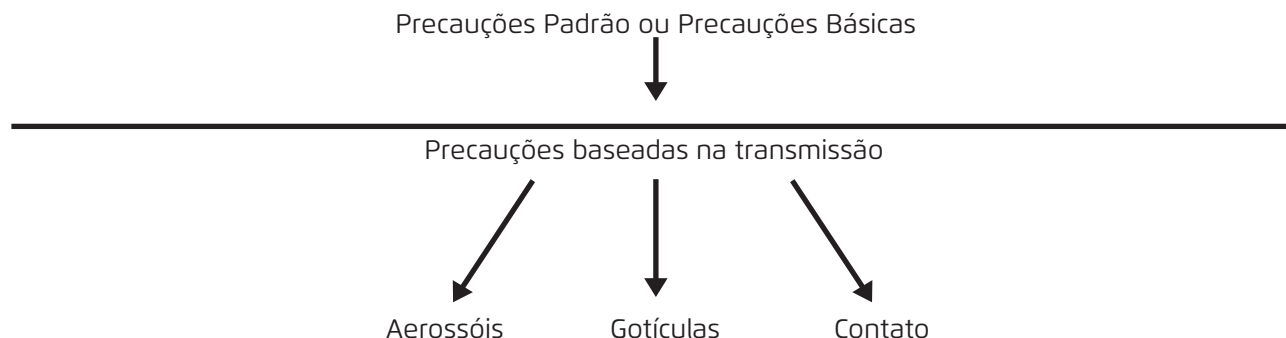 Precauções Padrão ou Precauções Básicas
Precauções baseadas na transmissão
Aerossóis Gotículas Contato